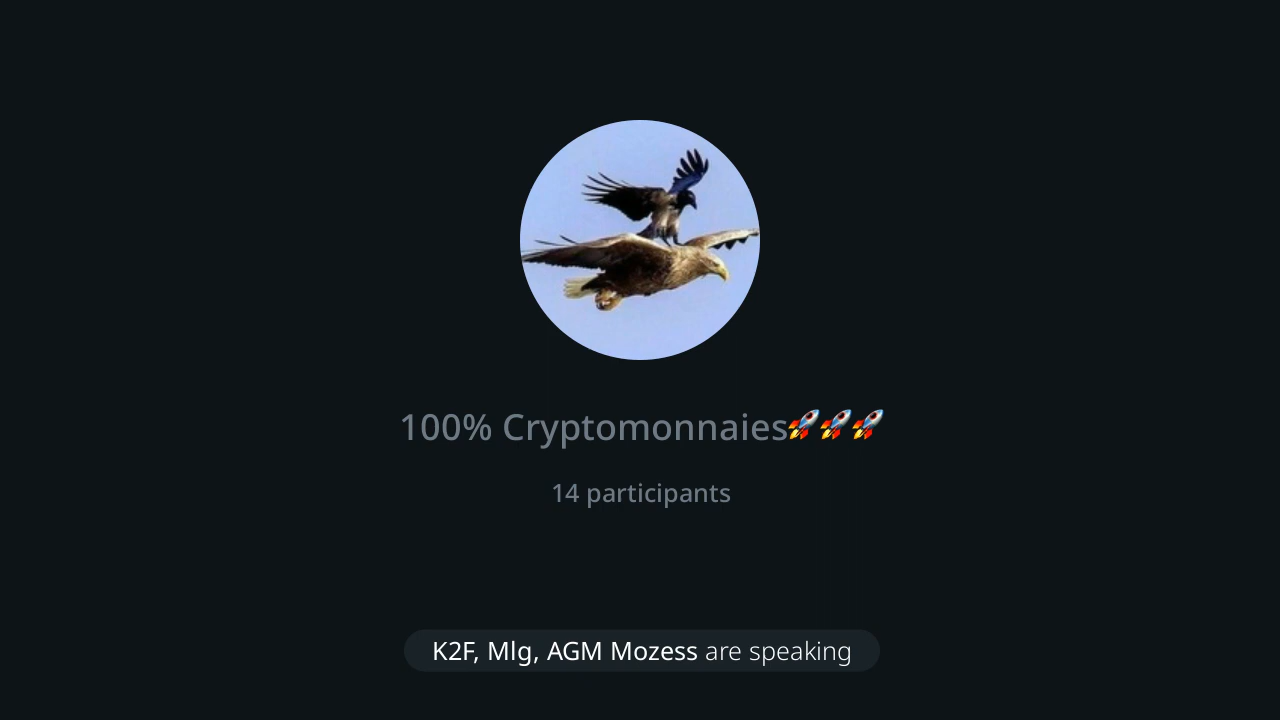 100% Cryptomonnaies🚀🚀🚀
14 participants
K2F, Mlg, AGM Mozess are speaking